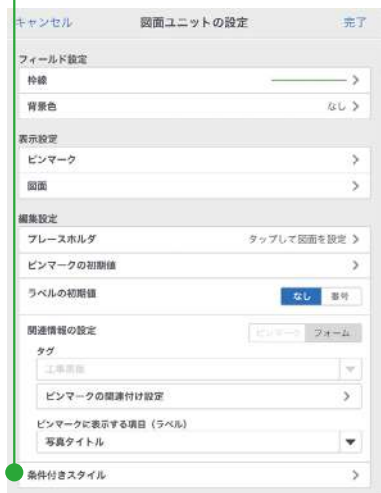 キャンセル 図面ユニットの設定 完了
フィールド設定
枠線
背景色 なし
表示設定
ピンマーク
図面
編集設定
プレースホルダ タップして図面を設定
ピンマークの初期値
ラベルの初期値 なし 番号
関連情報の設定 ピンマーク フォーム
タグ
工事黒板
ピンマークの関連付け設定
ピンマークに表示する項目（ラベル）
写真タイトル
条件付きスタイル